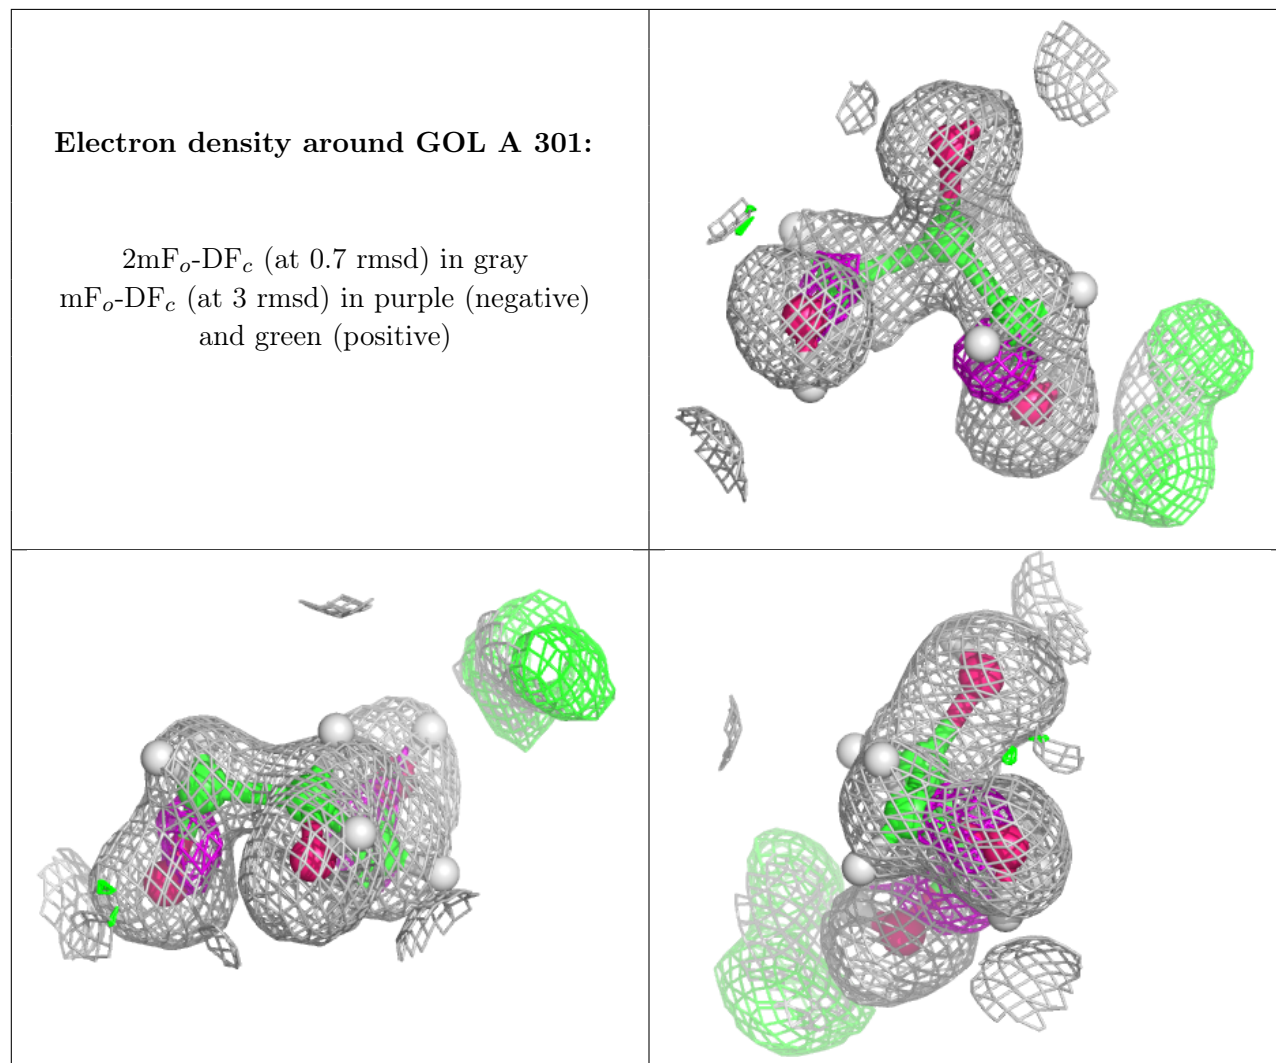 Electron density around GOL A 301:
2mFo-DFc (at 0.7 rmsd) in gray
mFo-DFc (at 3 rmsd) in purple (negative)
and green (positive)